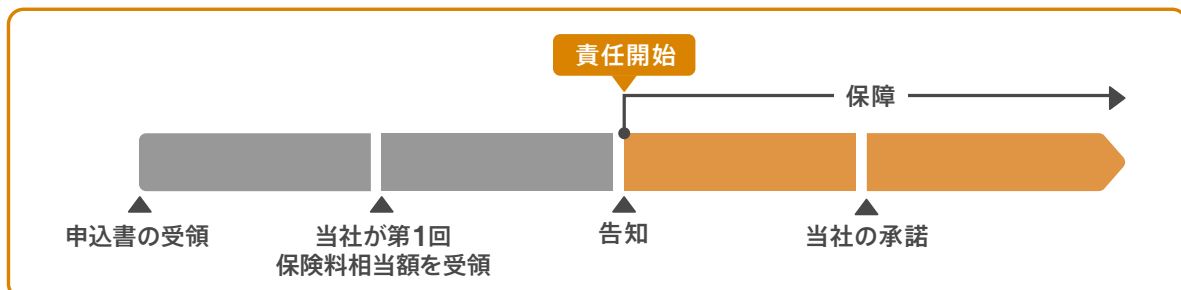 責任開始
保障
申込書の受領
当社が第1回
保険料相当額を受領
告知
当社の承諾